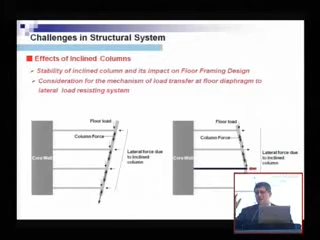 Challenges in Structural System
Effects of Inclined Columns
Stability of inclined column and its impact on Floor Framing Design
Consideration for the mechanism of load transfer at floor diaphragm to
lateral load resisting system
Floor load
Column Force
Core Wall
Lateral force due to
inclined
column
Floor load
Column Force
Core Wall
Lateral force due to
inclined
column